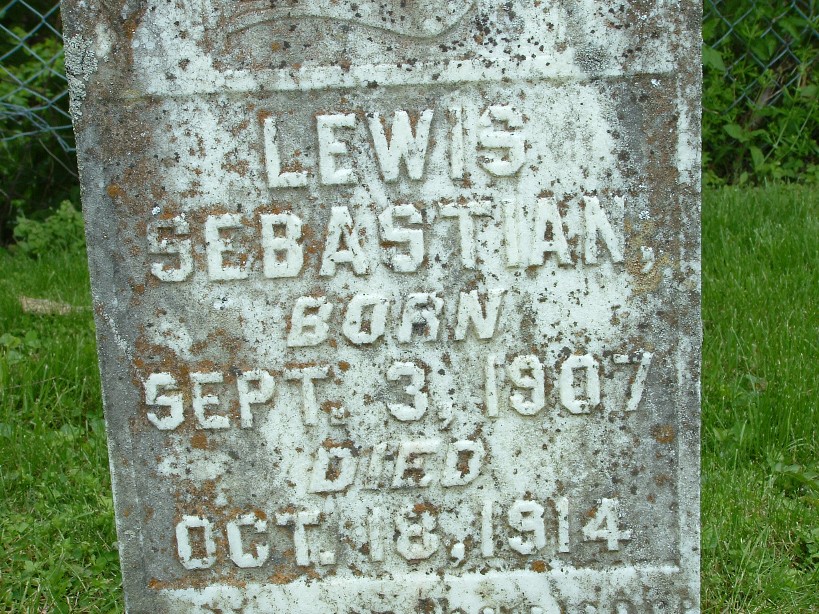 LEWIS
SEBASTIAN,
BORN
SEPT. 3, 1907
DIED
OCT. 18, 1914